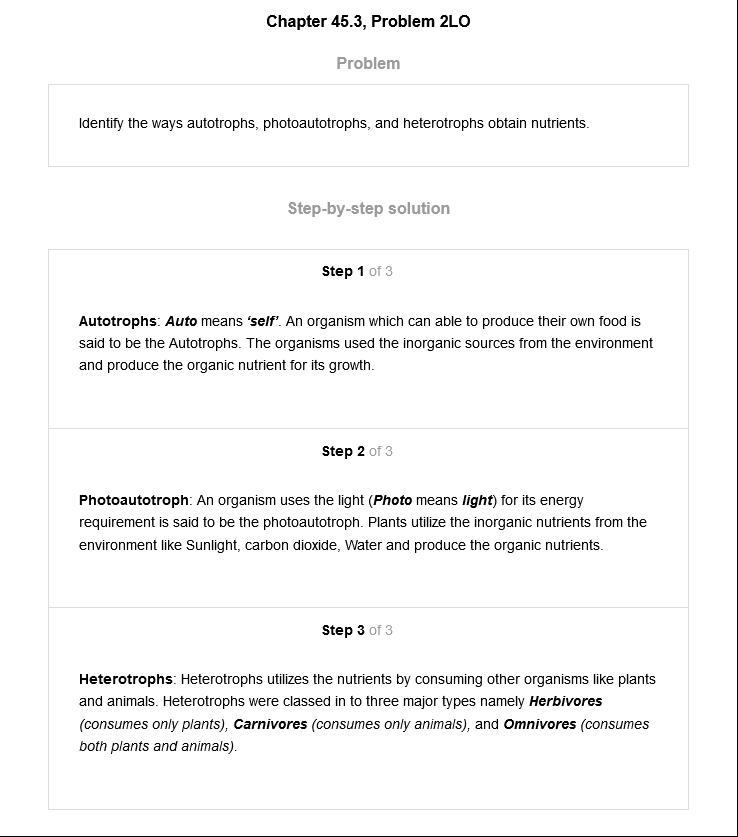 Chapter 45.3, Problem 2LO
Problem
Identify the ways autotrophs, photoautotrophs, and heterotrophs obtain nutrients.
Step-by-step solution
Step 1 of 3
Autotrophs: Auto means ‘self’. An organism which can able to produce their own food is
said to be the Autotrophs. The organisms used the inorganic sources from the environment
and produce the organic nutrient for its growth.
Step 2 of 3
Photoautotroph: An organism uses the light (Photo means light) for its energy
requirement is said to be the photoautotroph. Plants utilize the inorganic nutrients from the
environment like Sunlight, carbon dioxide, Water and produce the organic nutrients.
Step 3 of 3
Heterotrophs: Heterotrophs utilizes the nutrients by consuming other organisms like plants
and animals. Heterotrophs were classed in to three major types namely Herbivores
(consumes only plants), Carnivores (consumes only animals), and Omnivores (consumes
both plants and animals).